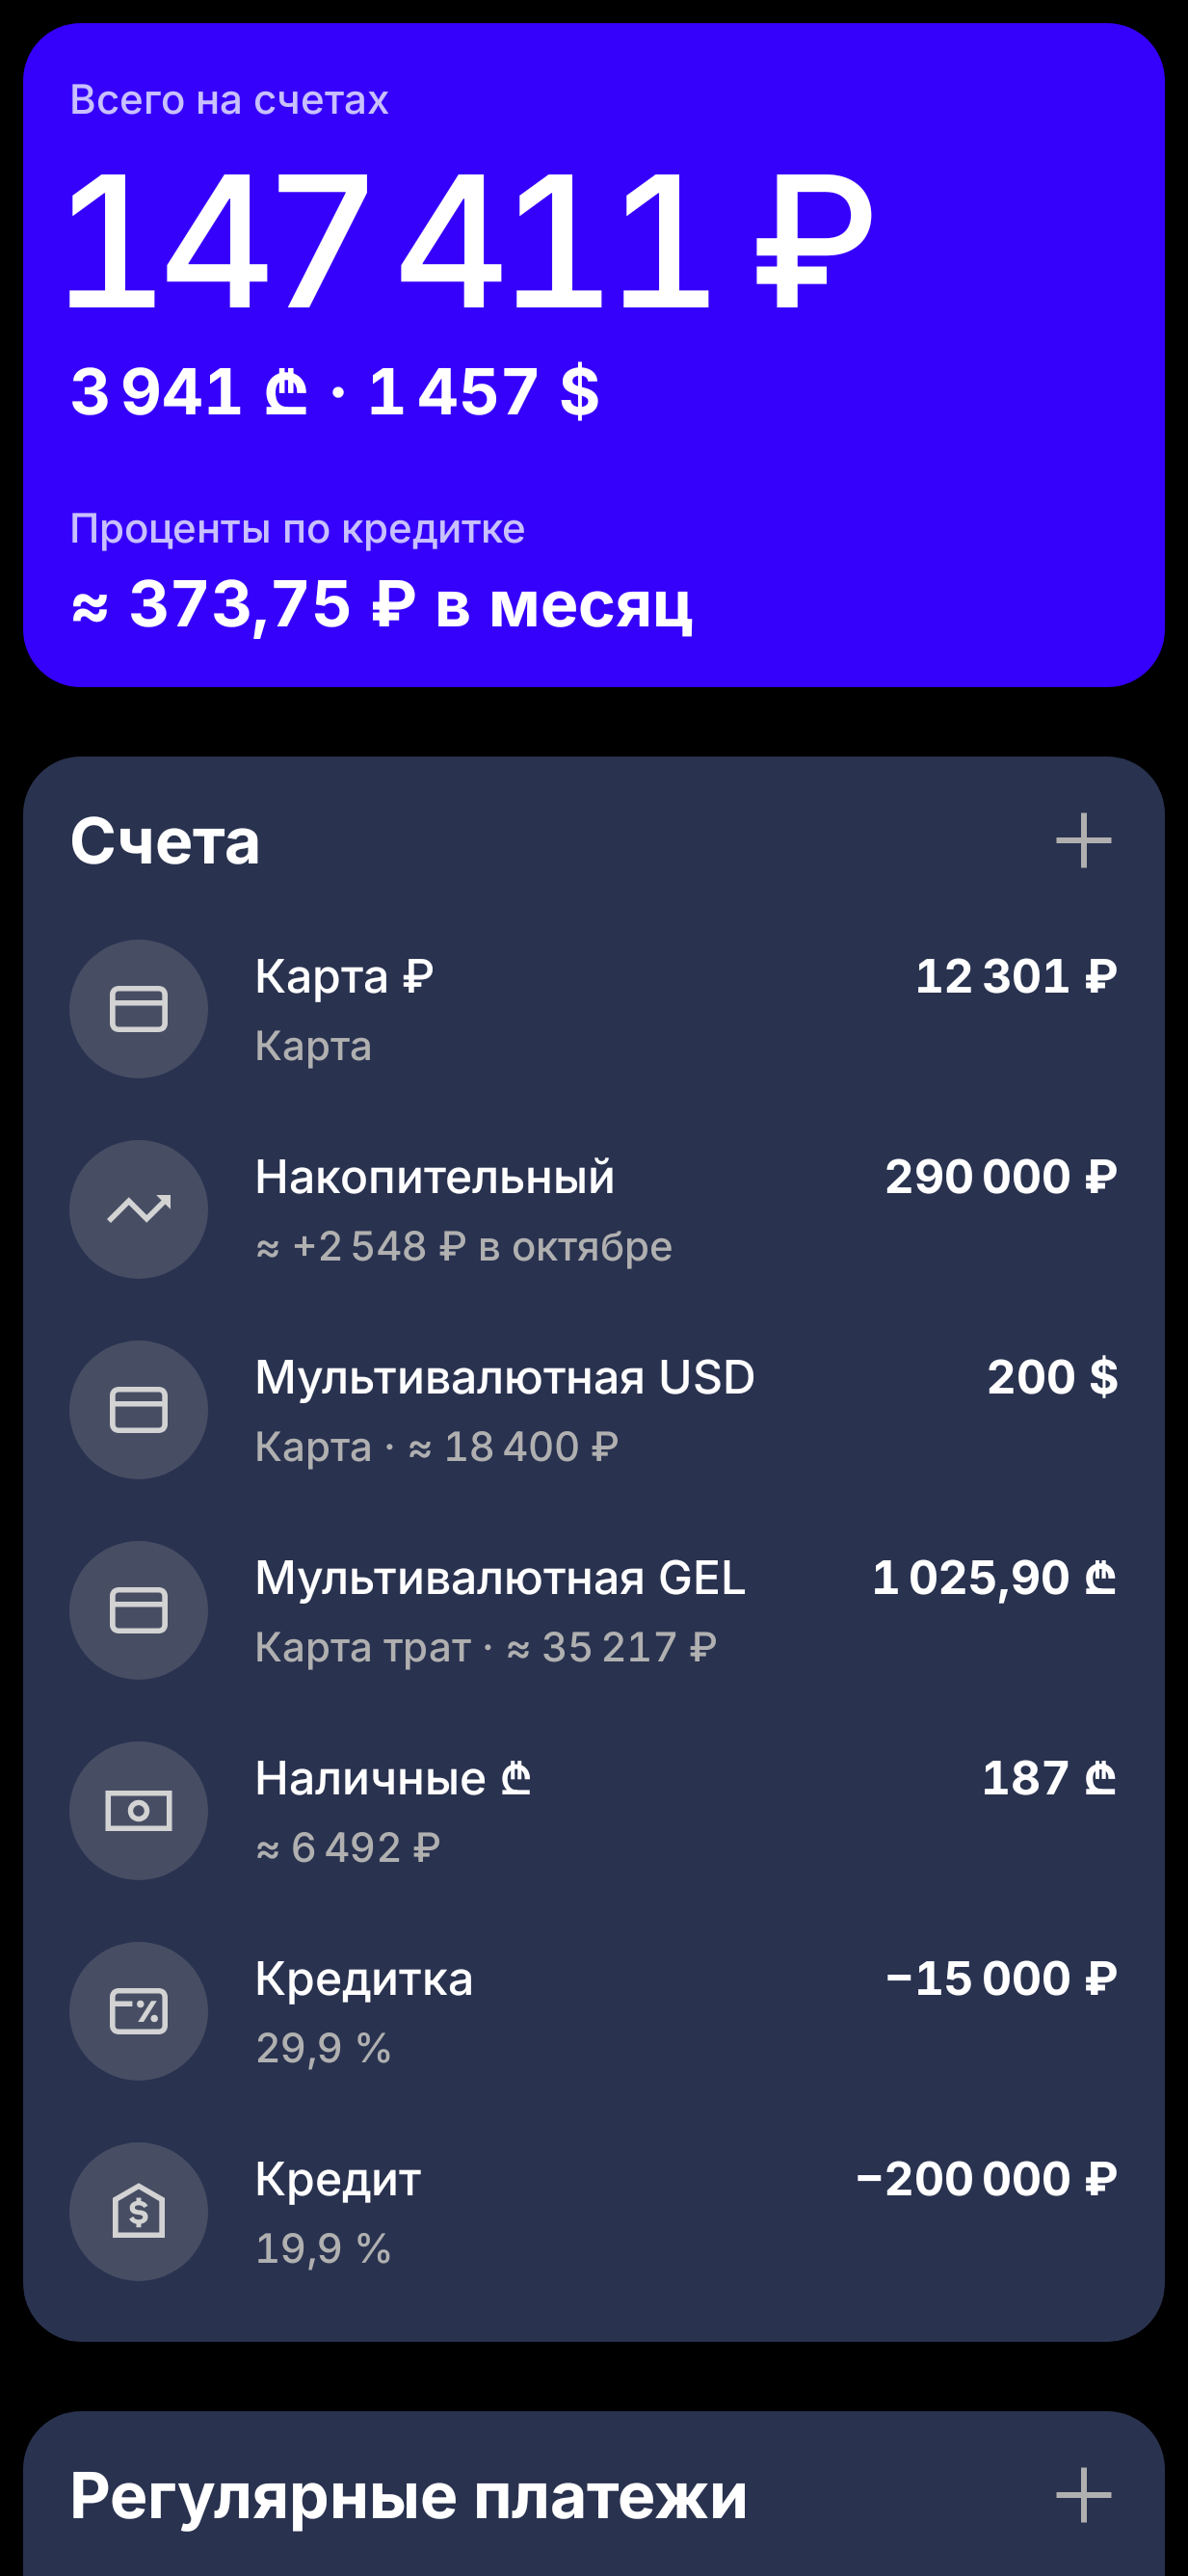 Всего на счетах
147 411 ₽
3 941 ₾ · 1 457 $
Проценты по кредитке
≈ 373,75 ₽ в месяц
Счета
Карта ₽
12 301 ₽
Карта
Накопительный
290 000 ₽
≈ +2 548 ₽ в октябре
Мультивалютная USD
200 $
Карта · ≈ 18 400 ₽
Мультивалютная GEL
1 025,90 ₾
Карта трат · ≈ 35 217 ₽
Наличные ₾
187 ₾
≈ 6 492 ₽
Кредитка
−15 000 ₽
29,9 %
Кредит
−200 000 ₽
19,9 %
Регулярные платежи